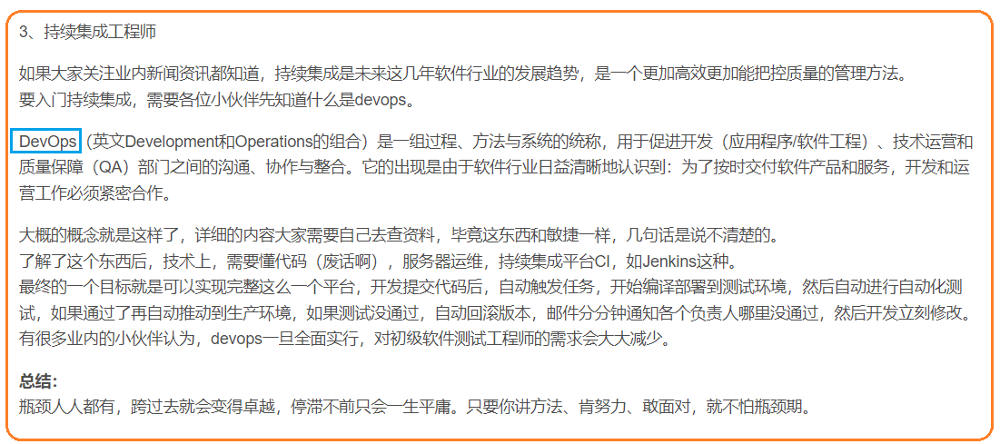 3、持续集成工程师
如果大家关注业内新闻资讯都知道，持续集成是未来这几年软件行业的发展趋势，是一个更加高效更加能把控质量的管理方法。
要入门持续集成，需要各位小伙伴先知道什么是devops。
DevOps（英文Development和Operations的组合）是一组过程、方法与系统的统称，用于促进开发（应用程序/软件工程）、技术运营和
质量保障（QA）部门之间的沟通、协作与整合。它的出现是由于软件行业日益清晰地认识到：为了按时交付软件产品和服务，开发和运
营工作必须紧密合作。
大概的概念就是这样了，详细的内容大家需要自己去查资料，毕竟这东西和敏捷一样，几句话是说不清楚的。
了解了这个东西后，技术上，需要懂代码（废话啊），服务器运维，持续集成平台CI，如Jenkins这种。
最终的一个目标就是可以实现完整这么一个平台，开发提交代码后，自动触发任务，开始编译部署到测试环境，然后自动进行自动化测
试，如果通过了再自动推动到生产环境，如果测试没通过，自动回滚版本，邮件分分钟通知各个负责人哪里没通过，然后开发立刻修改。
有很多业内的小伙伴认为，devops一旦全面实行，对初级软件测试工程师的需求会大大减少。
总结：
瓶颈人人都有，跨过去就会变得卓越，停滞不前只会一生平庸。只要你讲方法、肯努力、敢面对，就不怕瓶颈期。